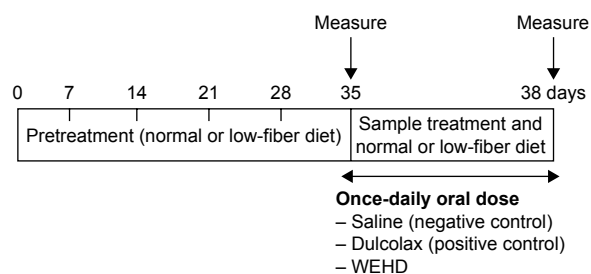 Measure Measure
0 7 14 21 28 35 38 days
Pretreatment (normal or low-fiber diet)
Sample treatment and
normal or low-fiber diet
Once-daily oral dose
– Saline (negative control)
– Dulcolax (positive control)
– WEHD